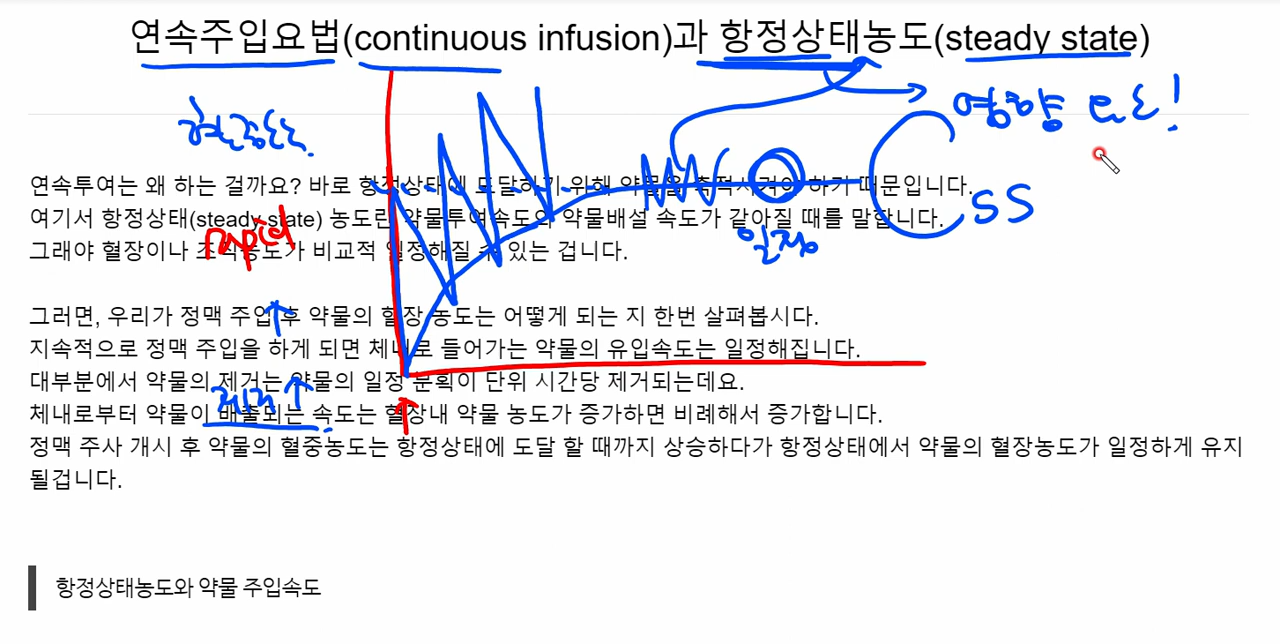 연속주입요법(continuous infusion)과 항정상태농도(steady state)
영향 요인!
혈중농도
연속투여는 왜 하는 걸까요? 바로 항정상태에 도달하기 위해 약물을 축적시켜야 하기 때문입니다.
SS
여기서 항정상태(steady state) 농도란 약물투여속도와 약물배설 속도가 같아질 때를 말합니다.
rapid
일정
그래야 혈장이나 조직농도가 비교적 일정해질 수 있는 겁니다.
그러면, 우리가 정맥 주입 후 약물의 혈장 농도는 어떻게 되는 지 한번 살펴봅시다.
지속적으로 정맥 주입을 하게 되면 체내로 들어가는 약물의 유입속도는 일정해집니다.
대부분에서 약물의 제거는 약물의 일정 분획이 단위 시간당 제거되는데요.
제거
체내로부터 약물이 배출되는 속도는 혈장내 약물 농도가 증가하면 비례해서 증가합니다.
정맥 주사 개시 후 약물의 혈중농도는 항정상태에 도달 할 때까지 상승하다가 항정상태에서 약물의 혈장농도가 일정하게 유지
될겁니다.
항정상태농도와 약물 주입속도